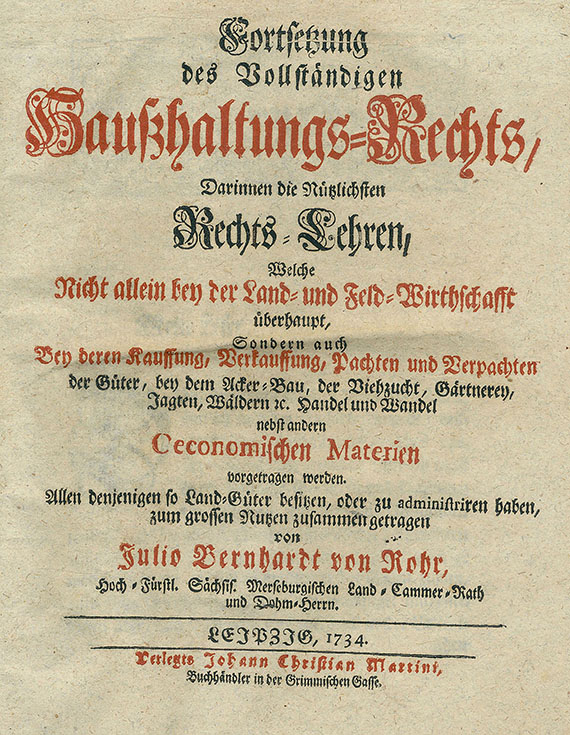 Fortsetzung
des Vollständigen
Haußhaltungs-Rechts,
Darinnen die Nützlichsten
Rechts-Lehren,
Welche
Nicht allein bey der Land- und Feld-Wirthschafft
überhaupt,
Sondern auch
Bey deren Kauffung, Verkauffung, Pachten und Verpachten
der Güter, bey dem Acker-Bau, der Viehzucht, Gärtnerey,
Jagten, Wäldern ꝛc. Handel und Wandel
nebst andern
Oeconomischen Materien
vorgetragen werden.
Allen denjenigen so Land-Güter besitzen, oder zu administriren haben,
zum grossen Nutzen zusammen getragen
von
Julio Bernhardt von Rohr,
Hoch-Fürstl. Sächsis. Merseburgischen Land-Cammer-Rath
und Dohm-Herrn.
LEIPZIG, 1734.
Verlegts Johann Christian Martini,
Buchhändler in der Grimmischen Gasse.